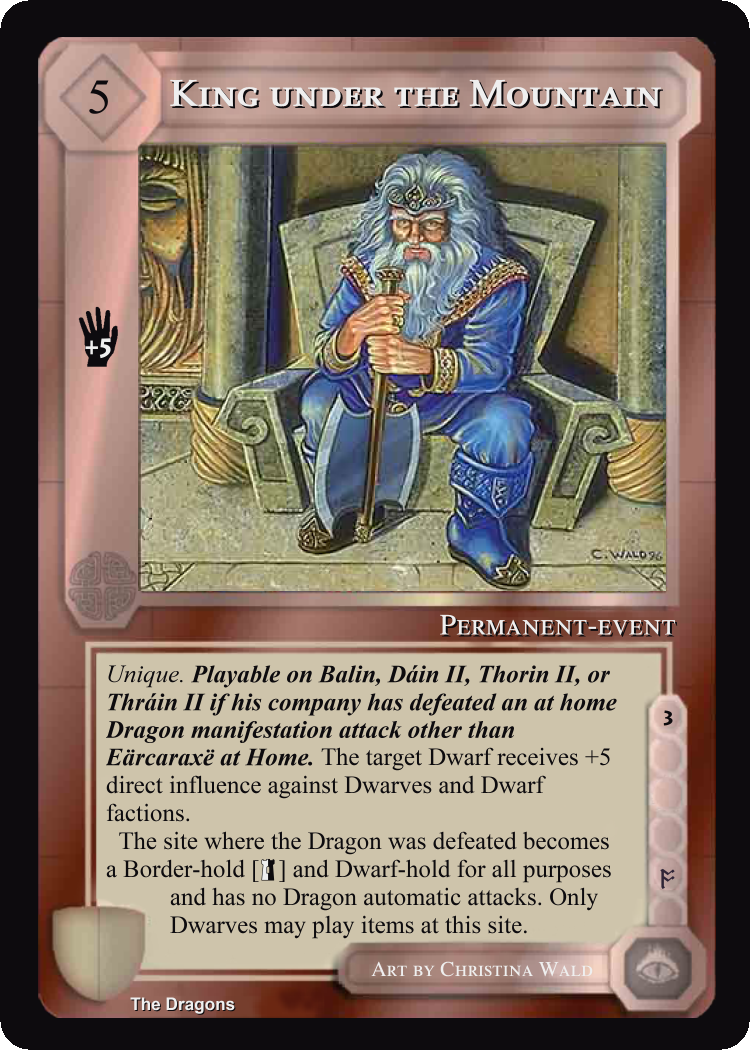 5
King under the Mountain
+5
C. WALD 96
Permanent-event
Unique. Playable on Balin, Dáin II, Thorin II, or
Thráin II if his company has defeated an at home
Dragon manifestation attack other than
Eärcaraxë at Home. The target Dwarf receives +5
direct influence against Dwarves and Dwarf
factions.
The site where the Dragon was defeated becomes
a Border-hold [ ] and Dwarf-hold for all purposes
and has no Dragon automatic attacks. Only
Dwarves may play items at this site.
3
ᚩ
Art by Christina Wald
The Dragons